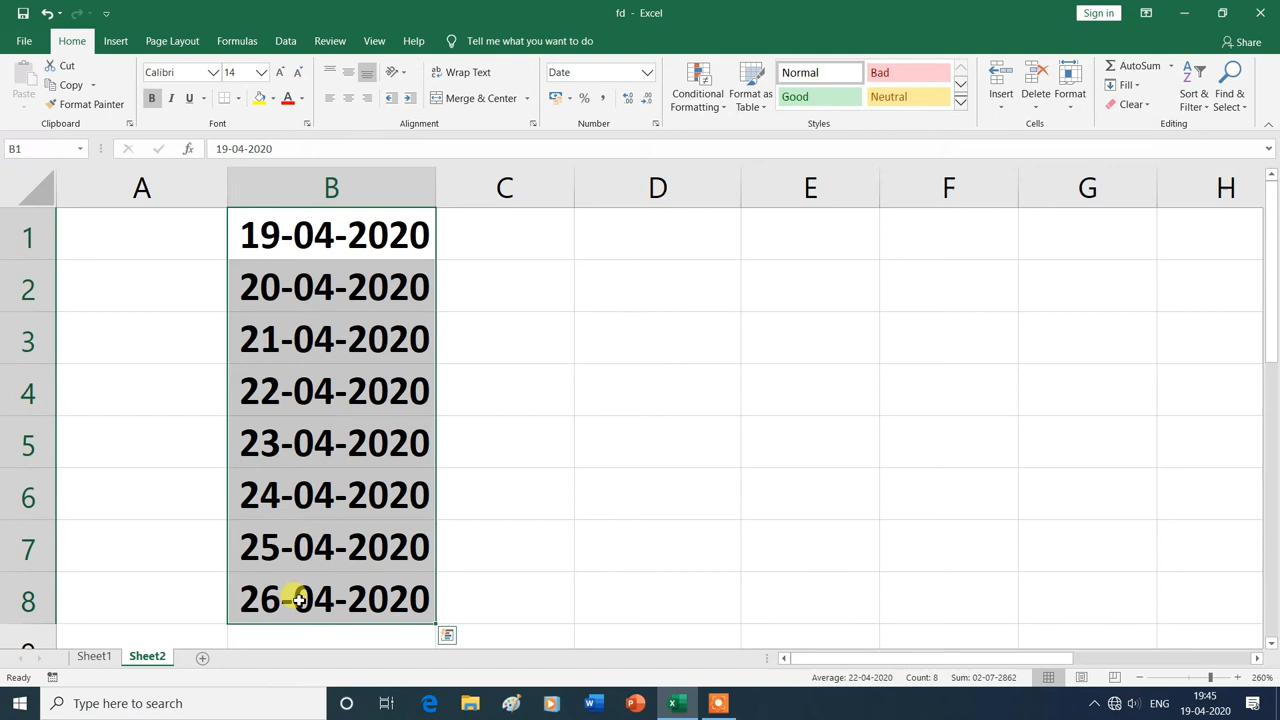 fd - Excel
Sign in
File Home Insert Page Layout Formulas Data Review View Help Tell me what you want to do Share
Paste Cut Copy Format Painter Clipboard
Calibri 14 B I U A Font
Wrap Text Merge & Center Alignment
Date % , Number
Conditional Formatting Format as Table Normal Bad Good Neutral Styles
Insert Delete Format Cells
AutoSum Fill Clear Sort & Filter Find & Select Editing
B1 fx 19-04-2020
A B C D E F G H
1 19-04-2020
2 20-04-2020
3 21-04-2020
4 22-04-2020
5 23-04-2020
6 24-04-2020
7 25-04-2020
8 26-04-2020
Sheet1 Sheet2
Ready Average: 22-04-2020 Count: 8 Sum: 02-07-2862 260%
Type here to search ENG 19:45
19-04-2020